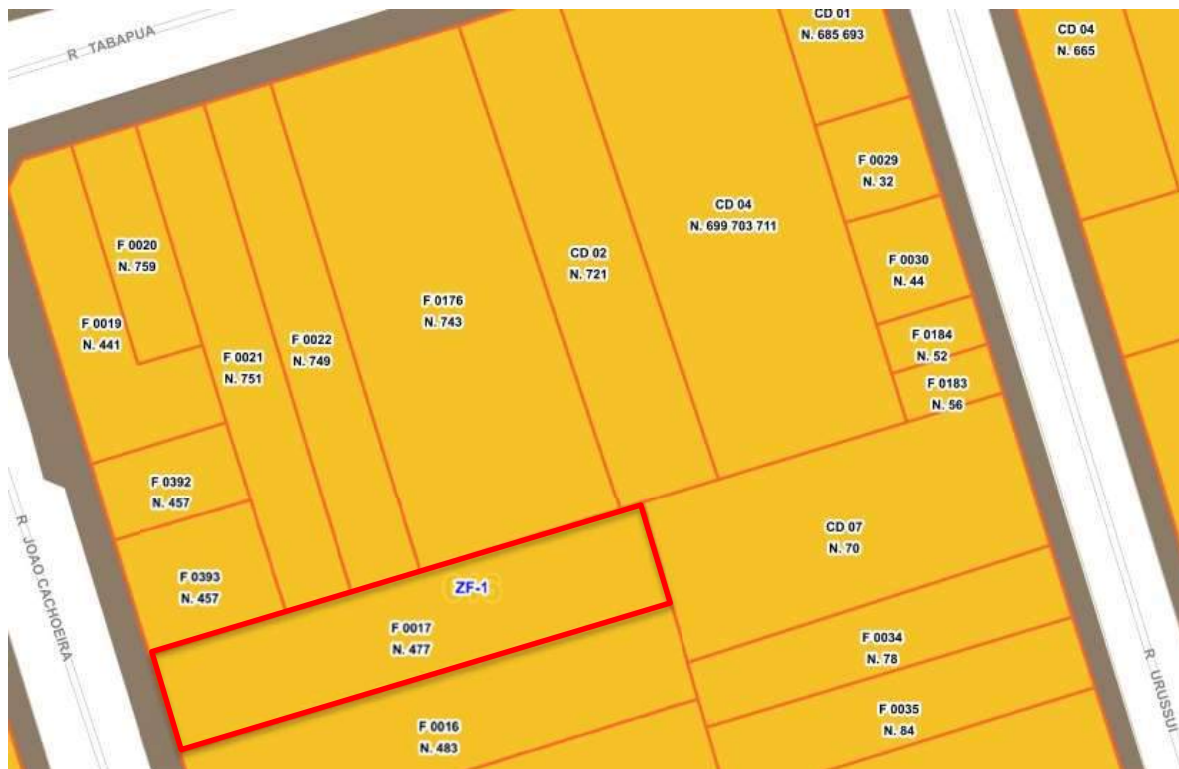 R TABAPUA
CD 01
N. 685 693
CD 04
N. 665
F 0029
N. 32
CD 04
N. 699 703 711
F 0020
N. 759
CD 02
N. 721
F 0030
N. 44
F 0176
N. 743
F 0019
N. 441
F 0022
N. 749
F 0021
N. 751
F 0184
N. 52
F 0183
N. 56
F 0392
N. 457
CD 07
N. 70
R JOAO CACHOEIRA
F 0393
N. 457
ZF-1
F 0017
N. 477
F 0034
N. 78
R URUSSUI
F 0035
N. 84
F 0016
N. 483